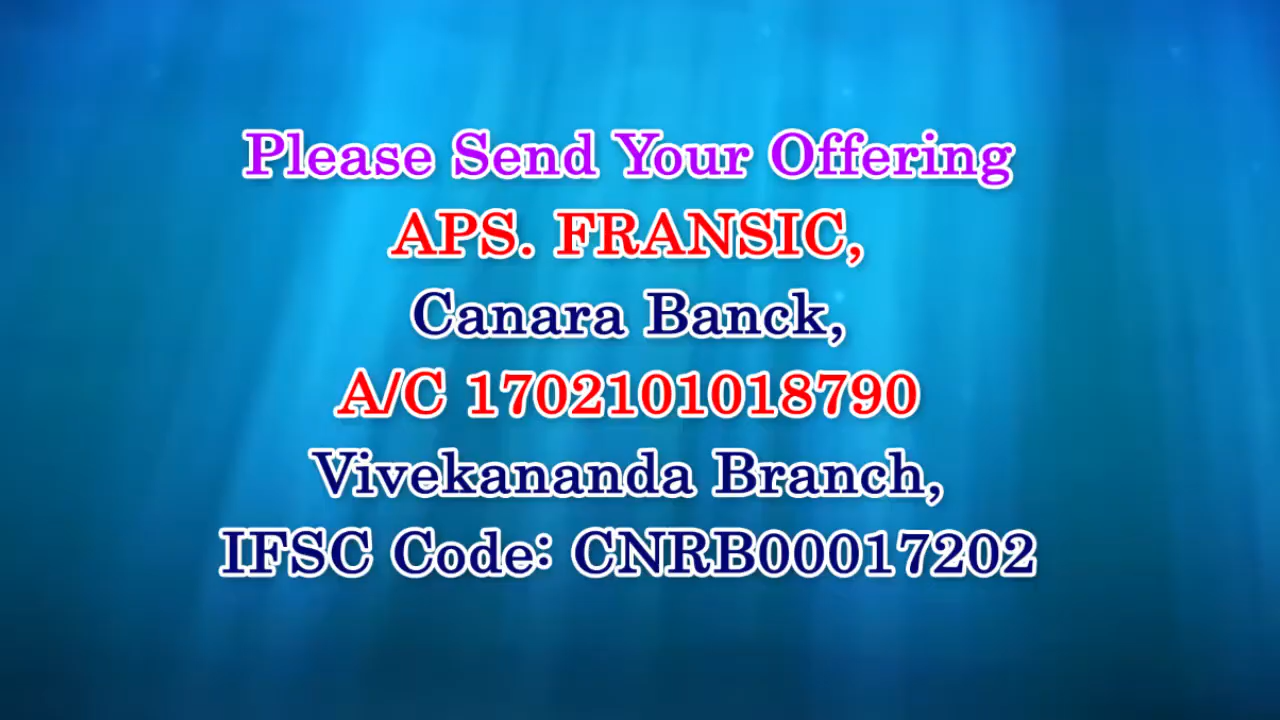 Please Send Your Offering
APS. FRANSIC,
Canara Banck,
A/C 1702101018790
Vivekananda Branch,
IFSC Code: CNRB00017202